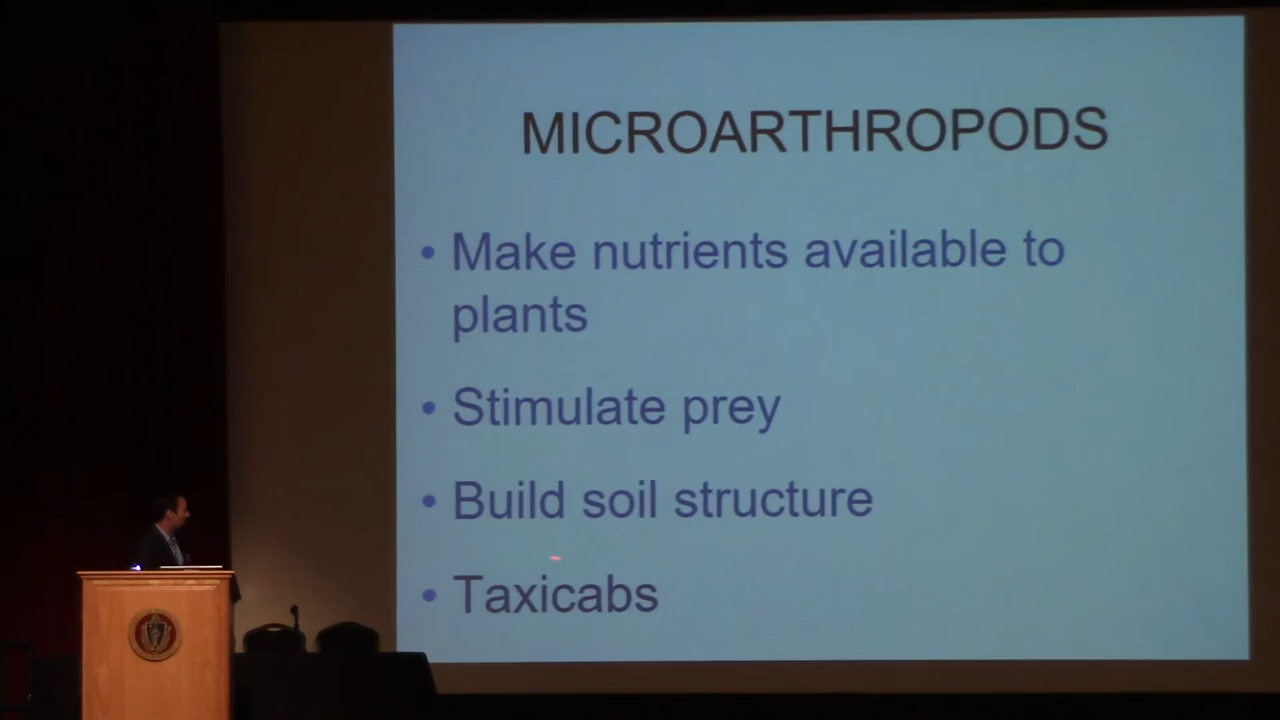 MICROARTHROPODS
• Make nutrients available to
plants
• Stimulate prey
• Build soil structure
• Taxicabs